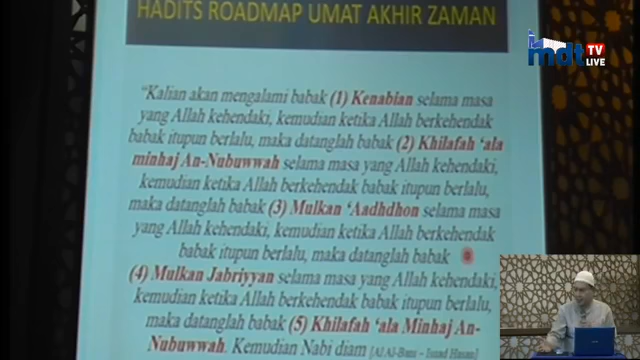 HADITS ROADMAP UMAT AKHIR ZAMAN
mdt TV
LIVE
"Kalian akan mengalami babak (1) Kenabian selama masa
yang Allah kehendaki, kemudian ketika Allah berkehendak
babak itupun berlalu, maka datanglah babak (2) Khilafah 'ala
minhaj An-Nubuwwah selama masa yang Allah kehendaki,
kemudian ketika Allah berkehendak babak itupun berlalu,
maka datanglah babak (3) Mulkan 'Aadhdhon selama masa
yang Allah kehendaki, kemudian ketika Allah berkehendak
babak itupun berlalu, maka datanglah babak
(4) Mulkan Jabriyyan selama masa yang Allah kehendaki,
kemudian ketika Allah berkehendak babak itupun berlalu,
maka datanglah babak (5) Khilafah 'ala Minhaj An-
Nubuwwah. Kemudian Nabi diam [Al Al-Bani – Isnad Hasan]